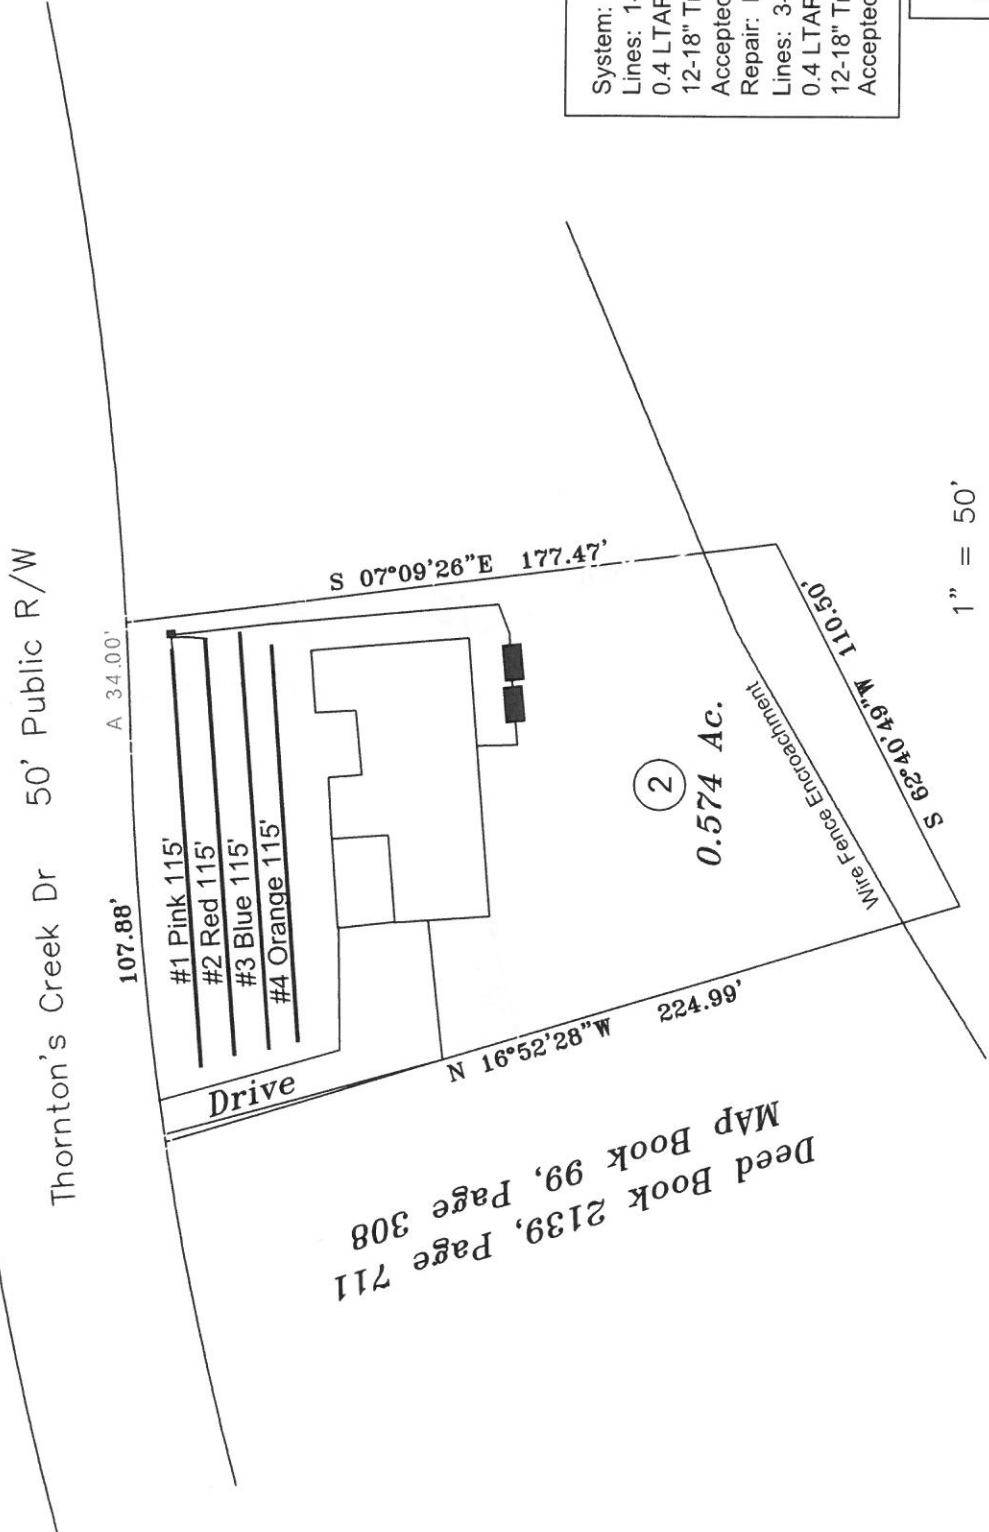 Thornton's Creek Dr 50' Public R/W
107.88'
A 34.00'
#1 Pink 115'
#2 Red 115'
#3 Blue 115'
#4 Orange 115'
Drive
S 07°09'26"E 177.47'
N 16°52'28"W 224.99'
2
0.574 Ac.
Wire Fence Encroachment
S 62°40'49"W 110.50'
Deed Book 2139, Page 711
MAp Book 99, Page 308
1" = 50'
System:
Lines: 1-
0.4 LTAR
12-18" Tr
Accepted
Repair:
Lines: 3-
0.4 LTAR
12-18" Tr
Accepted